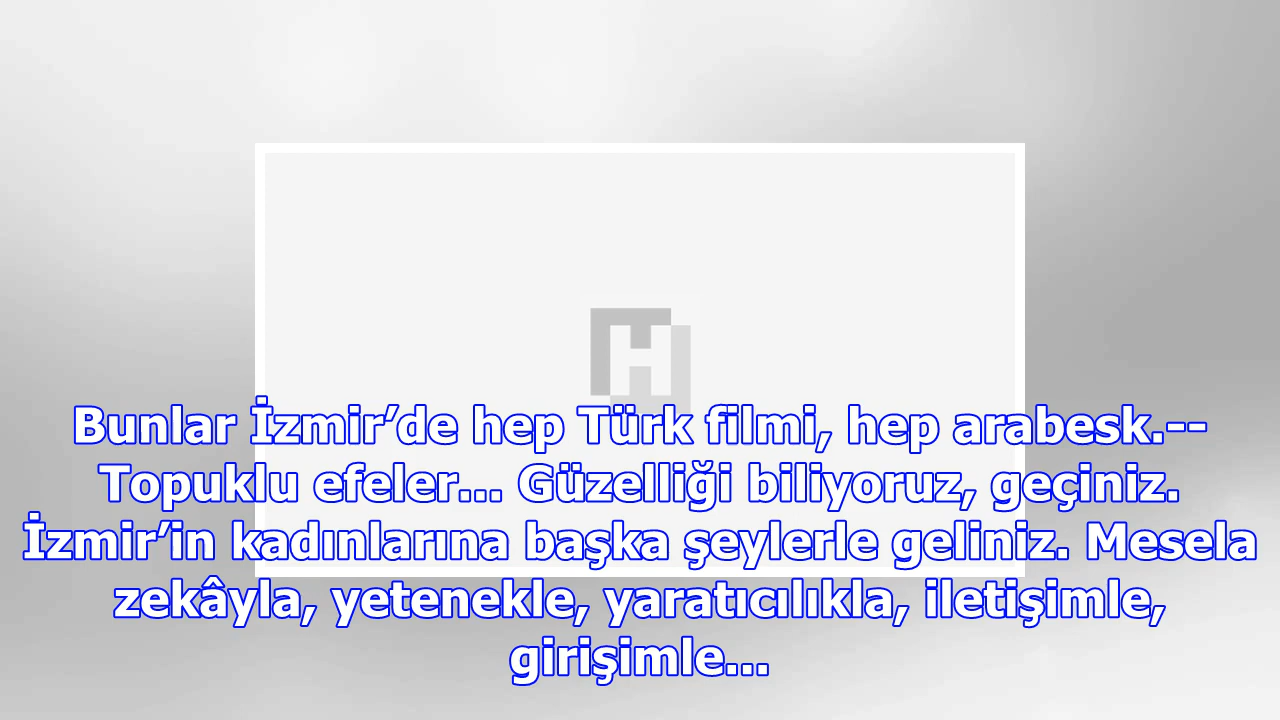 H
Bunlar İzmir’de hep Türk filmi, hep arabesk.--
Topuklu efeler... Güzelliği biliyoruz, geçiniz.
İzmir’in kadınlarına başka şeylerle geliniz. Mesela
zekâyla, yetenekle, yaratıcılıkla, iletişimle,
girişimle...